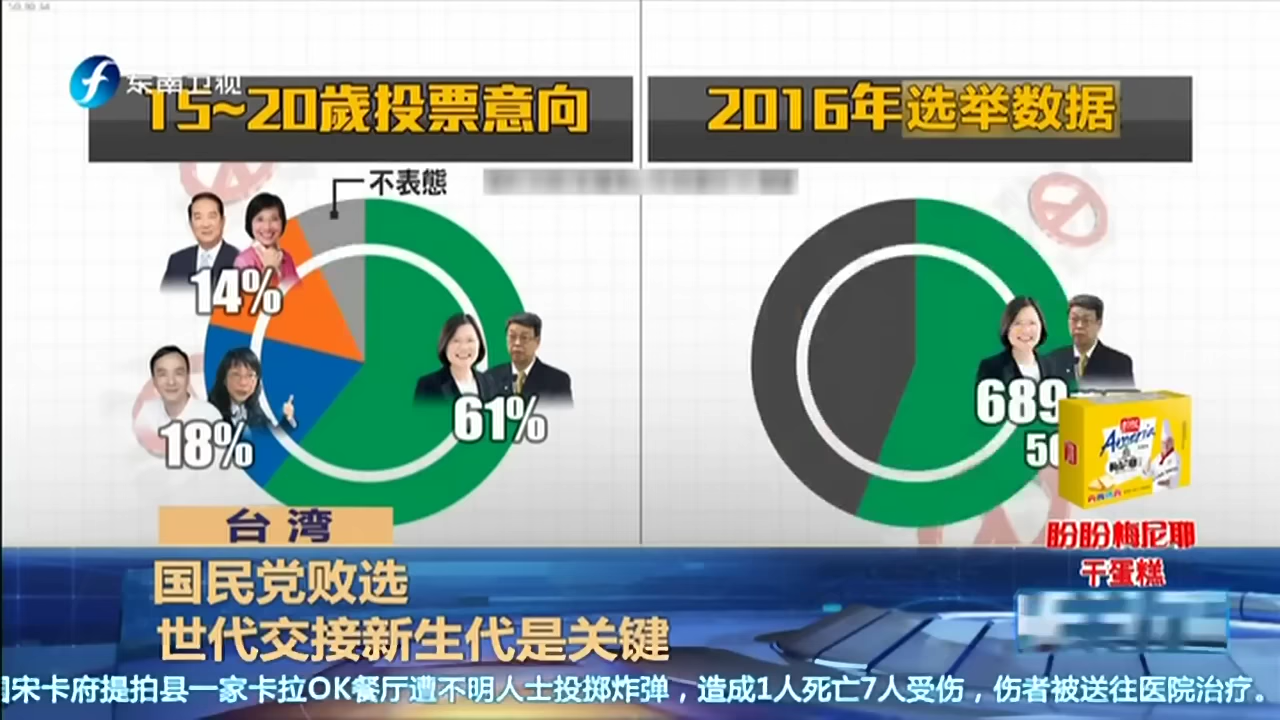 东南卫视
15~20歲投票意向
2016年选举数据
不表態
14%
18%
61%
689
台湾
国民党败选
世代交接新生代是关键
盼盼梅尼耶
干蛋糕
宋卡府提拍县一家卡拉OK餐厅遭不明人士投掷炸弹，造成1人死亡7人受伤，伤者被送往医院治疗。